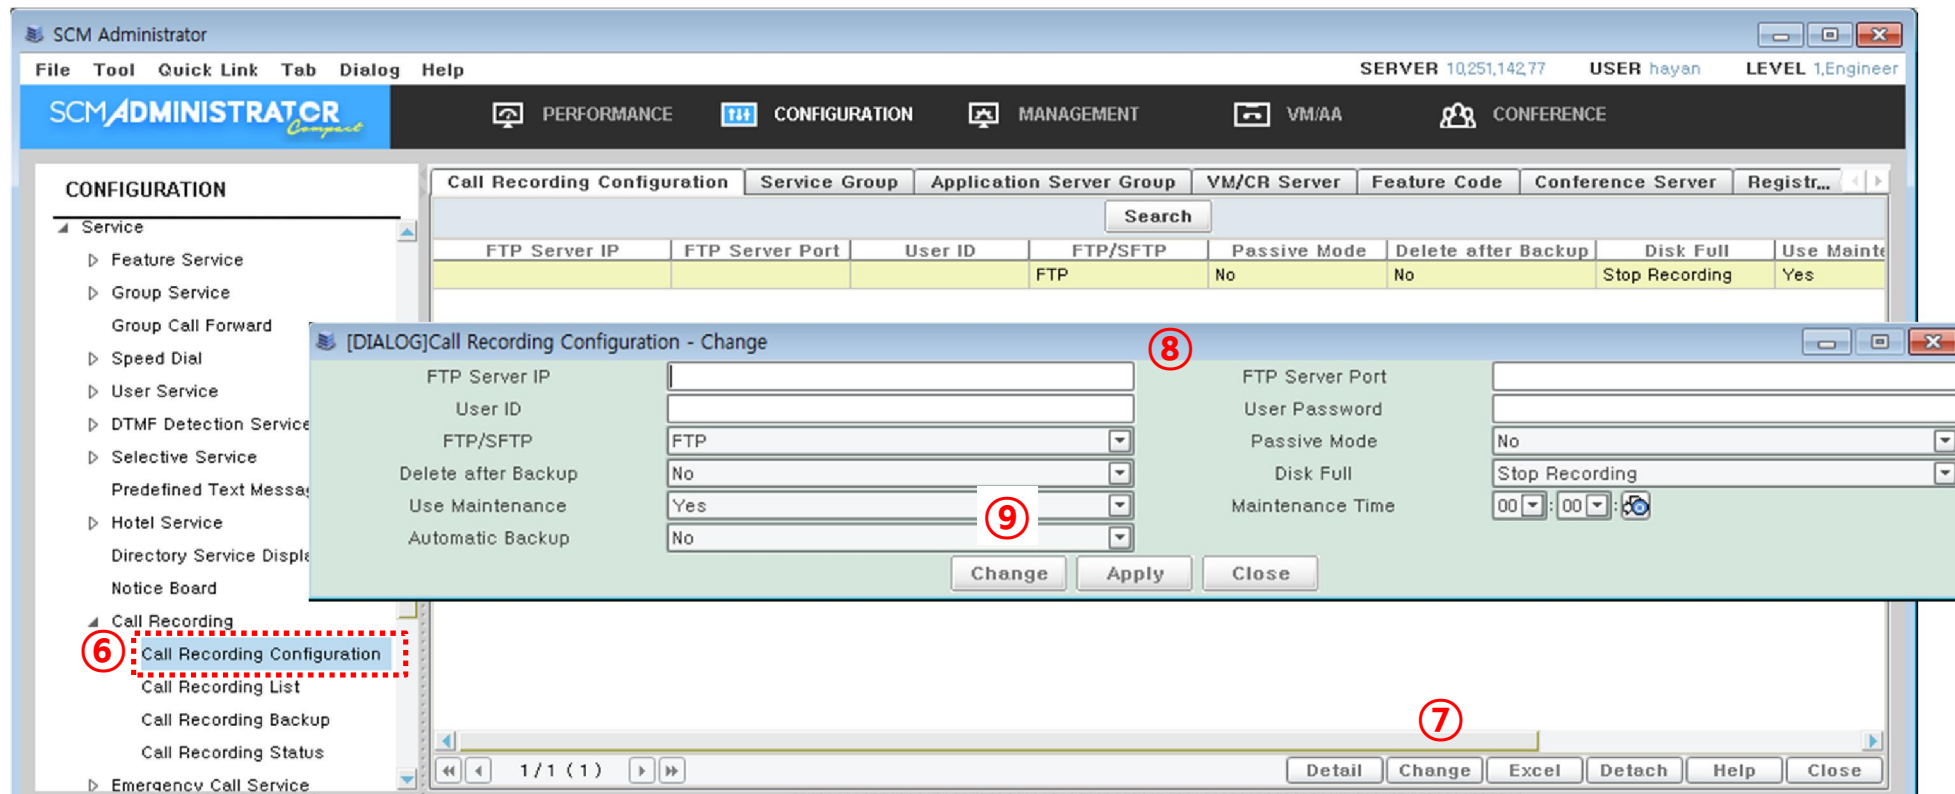 SCM Administrator
File Tool Quick Link Tab Dialog Help SERVER 10,251,142,77 USER hayan LEVEL 1,Engineer
SCM ADMINISTRATOR Compact PERFORMANCE CONFIGURATION MANAGEMENT VM/AA CONFERENCE
CONFIGURATION
Call Recording Configuration Service Group Application Server Group VM/CR Server Feature Code Conference Server Registr...
Search
FTP Server IP FTP Server Port User ID FTP/SFTP Passive Mode Delete after Backup Disk Full Use Mainte
FTP No No Stop Recording Yes
Service
Feature Service
Group Service
Group Call Forward
Speed Dial
User Service
DTMF Detection Service
Selective Service
Predefined Text Messag
Hotel Service
Directory Service Displa
Notice Board
Call Recording
⑥ Call Recording Configuration
Call Recording List
Call Recording Backup
Call Recording Status
Emergency Call Service
[DIALOG]Call Recording Configuration - Change ⑧
FTP Server IP FTP Server Port
User ID User Password
FTP/SFTP FTP Passive Mode No
Delete after Backup No Disk Full Stop Recording
Use Maintenance Yes ⑨ Maintenance Time 00 : 00 :
Automatic Backup No
Change Apply Close
⑦
1/1 ( 1 ) Detail Change Excel Detach Help Close